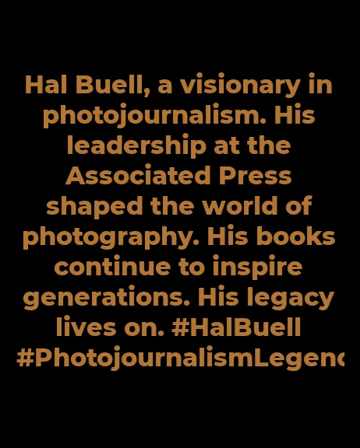 Hal Buell, a visionary in
photojournalism. His
leadership at the
Associated Press
shaped the world of
photography. His books
continue to inspire
generations. His legacy
lives on. #HalBuell
#PhotojournalismLegend